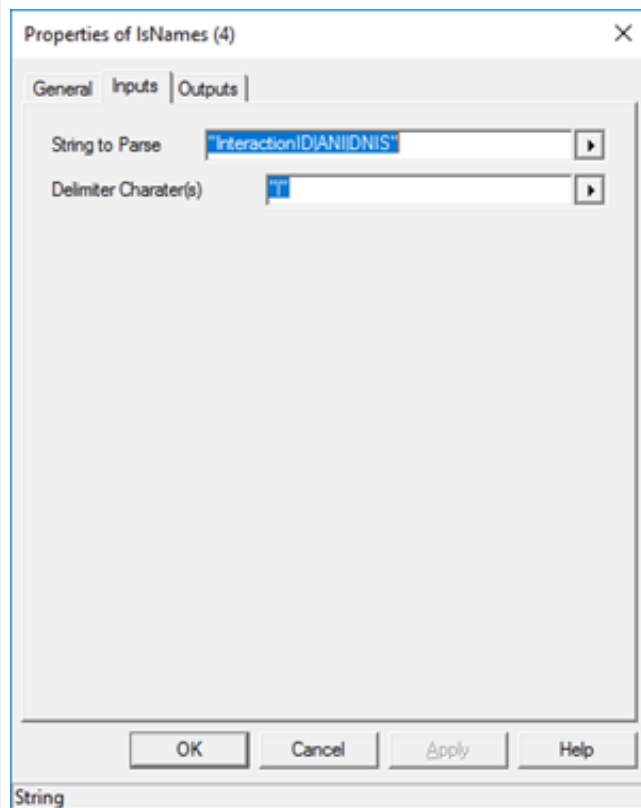 Properties of IsNames (4)
General Inputs Outputs
String to Parse "InteractionID|ANI|DNIS"
Delimiter Charater(s) "|"
OK Cancel Apply Help
String